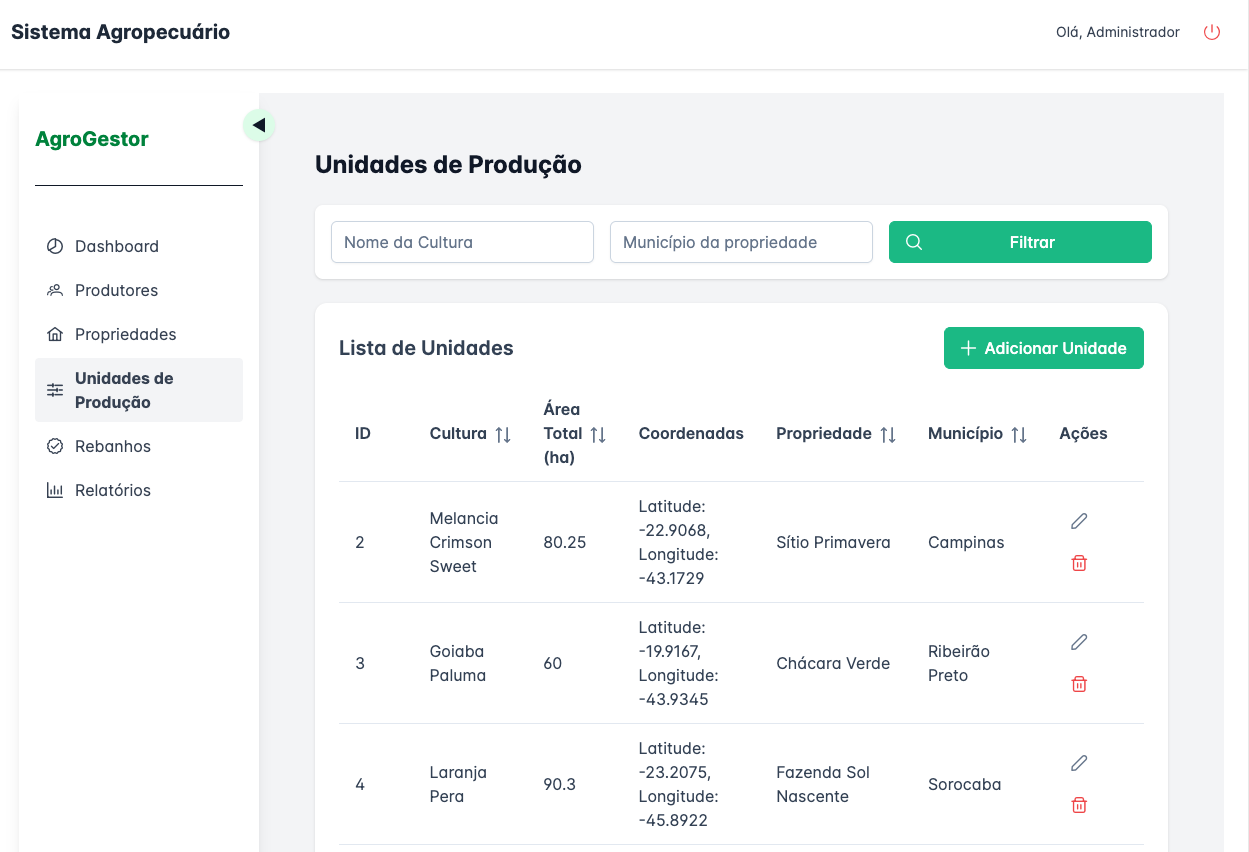 Sistema Agropecuário
Olá, Administrador
AgroGestor
Dashboard
Produtores
Propriedades
Unidades de
Produção
Rebanhos
Relatórios
Unidades de Produção
Nome da Cultura
Município da propriedade
Filtrar
Lista de Unidades
Adicionar Unidade
ID
Cultura
Área
Total
(ha)
Coordenadas
Propriedade
Município
Ações
2
Melancia
Crimson
Sweet
80.25
Latitude:
-22.9068,
Longitude:
-43.1729
Sítio Primavera
Campinas
3
Goiaba
Paluma
60
Latitude:
-19.9167,
Longitude:
-43.9345
Chácara Verde
Ribeirão
Preto
4
Laranja
Pera
90.3
Latitude:
-23.2075,
Longitude:
-45.8922
Fazenda Sol
Nascente
Sorocaba